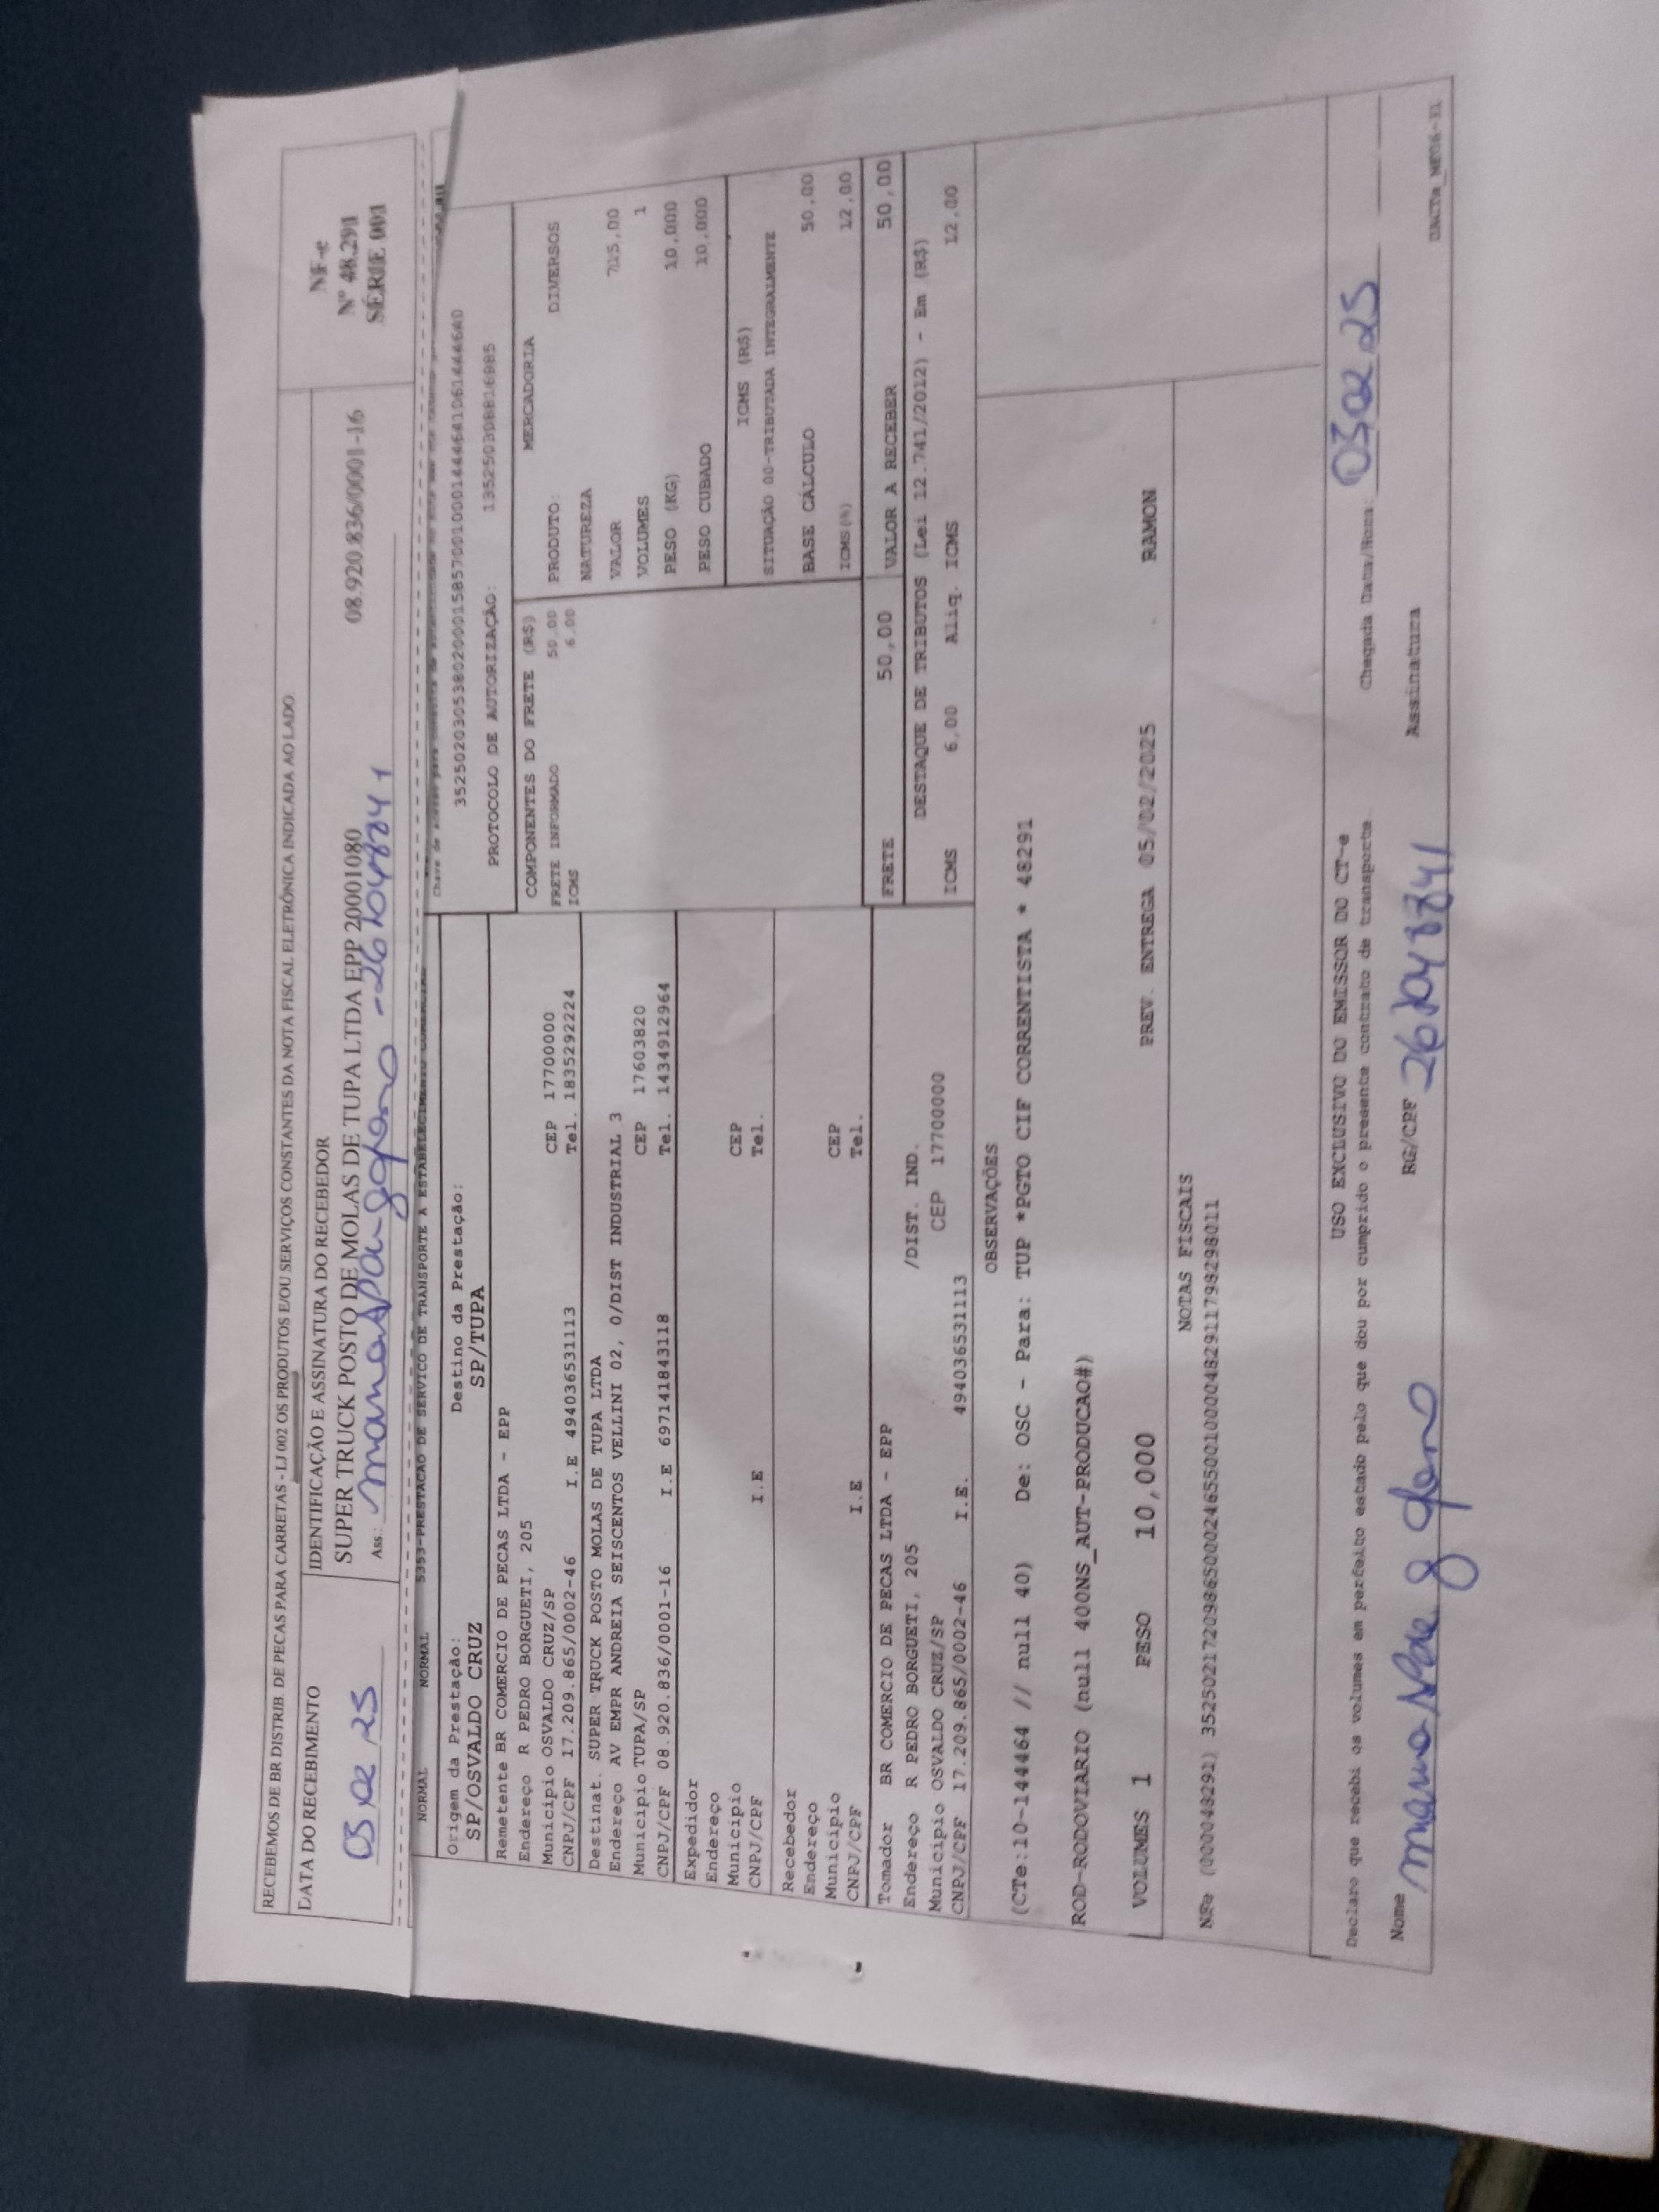 RECEBEMOS DE BR DISTRIB DE PECAS PARA CARRETAS - LJ 002 OS PRODUTOS E/OU SERVIÇOS CONSTANTES DA NOTA FISCAL ELETRÔNICA INDICADA AO LADO
DATA DO RECEBIMENTO
03 02 25
IDENTIFICAÇÃO E ASSINATURA DO RECEBEDOR
SUPER TRUCK POSTO DE MOLAS DE TUPA LTDA EPP 20001080
08.920.836/0001-16
Ass:
NF-e
Nº 48.291
SÉRIE 001
NORMAL NORMAL 5353-PRESTACAO DE SERVICO DE TRANSPORTE A ESTABELECIMENTO
Origem da Prestação: Destino da Prestação:
SP/OSVALDO CRUZ SP/TUPA
Remetente BR COMERCIO DE PECAS LTDA - EPP
Endereço R PEDRO BORGUETI, 205
Município OSVALDO CRUZ/SP CEP 17700000
CNPJ/CPF 17.209.865/0002-46 I.E 494036531113 Tel. 1835292224
Destinat. SUPER TRUCK POSTO MOLAS DE TUPA LTDA
Endereço AV EMPR ANDREIA SEISCENTOS VELLINI 02, 0/DIST INDUSTRIAL 3
Município TUPA/SP CEP 17603820
CNPJ/CPF 08.920.836/0001-16 I.E 697141843118 Tel. 1434912964
Expedidor
Endereço
Município CEP
CNPJ/CPF I.E Tel.
Recebedor
Endereço
Município CEP
CNPJ/CPF I.E Tel.
Tomador BR COMERCIO DE PECAS LTDA - EPP
Endereço R PEDRO BORGUETI, 205 /DIST. IND.
Município OSVALDO CRUZ/SP CEP 17700000
CNPJ/CPF 17.209.865/0002-46 I.E. 494036531113
PROTOCOLO DE AUTORIZAÇÃO: 135250308816985
COMPONENTES DO FRETE (R$)
FRETE INFORMADO 50,00
ICMS 6,00
MERCADORIA
PRODUTO: DIVERSOS
NATUREZA
VALOR 715,00
VOLUMES 1
PESO (KG) 10,000
PESO CUBADO 10,000
ICMS (R$)
SITUAÇÃO 00-TRIBUTADA INTEGRALMENTE
BASE CÁLCULO 50,00
ICMS(%) 12,00
FRETE 50,00 VALOR A RECEBER 50,00
DESTAQUE DE TRIBUTOS (Lei 12.741/2012) - Em (R$)
ICMS 6,00 Aliq. ICMS 12,00
OBSERVAÇÕES
(CTe:10-144464 // null 40) De: OSC - Para: TUP *PGTO CIF CORRENTISTA * 48291
ROD-RODOVIARIO (null 400NS_AUT-PRODUCAO#)
VOLUMES 1 PESO 10,000 PREV. ENTREGA 05/02/2025 RAMON
NOTAS FISCAIS
NFe (000048291) 35250217209865000246550010000482911798298011
USO EXCLUSIVO DO EMISSOR DO CT-e
Declaro que recebi os volumes em perfeito estado pelo que dou por cumprido o presente contrato de transporte. Chegada Data/Hora: 03 02 25
Nome RG/CPF Assinatura